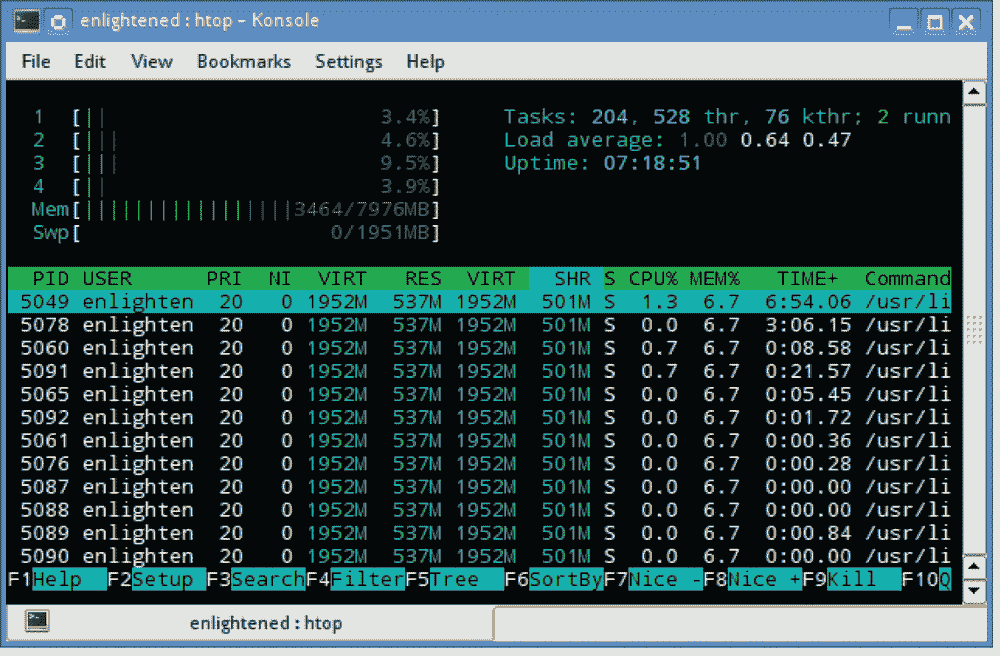 enlightened : htop – Konsole
File Edit View Bookmarks Settings Help
1 [|| 3.4%] Tasks: 204, 528 thr, 76 kthr; 2 runn
2 [||| 4.6%] Load average: 1.00 0.64 0.47
3 [||| 9.5%] Uptime: 07:18:51
4 [|| 3.9%]
Mem[|||||||||||||||||3464/7976MB]
Swp[ 0/1951MB]
PID USER PRI NI VIRT RES VIRT SHR S CPU% MEM% TIME+ Command
5049 enlighten 20 0 1952M 537M 1952M 501M S 1.3 6.7 6:54.06 /usr/li
5078 enlighten 20 0 1952M 537M 1952M 501M S 0.0 6.7 3:06.15 /usr/li
5060 enlighten 20 0 1952M 537M 1952M 501M S 0.7 6.7 0:08.58 /usr/li
5091 enlighten 20 0 1952M 537M 1952M 501M S 0.7 6.7 0:21.57 /usr/li
5065 enlighten 20 0 1952M 537M 1952M 501M S 0.0 6.7 0:05.45 /usr/li
5092 enlighten 20 0 1952M 537M 1952M 501M S 0.0 6.7 0:01.72 /usr/li
5061 enlighten 20 0 1952M 537M 1952M 501M S 0.0 6.7 0:00.36 /usr/li
5076 enlighten 20 0 1952M 537M 1952M 501M S 0.0 6.7 0:00.28 /usr/li
5087 enlighten 20 0 1952M 537M 1952M 501M S 0.0 6.7 0:00.00 /usr/li
5088 enlighten 20 0 1952M 537M 1952M 501M S 0.0 6.7 0:00.00 /usr/li
5089 enlighten 20 0 1952M 537M 1952M 501M S 0.0 6.7 0:00.84 /usr/li
5090 enlighten 20 0 1952M 537M 1952M 501M S 0.0 6.7 0:00.00 /usr/li
F1Help F2Setup F3SearchF4FilterF5Tree F6SortByF7Nice -F8Nice +F9Kill F10Q
enlightened : htop